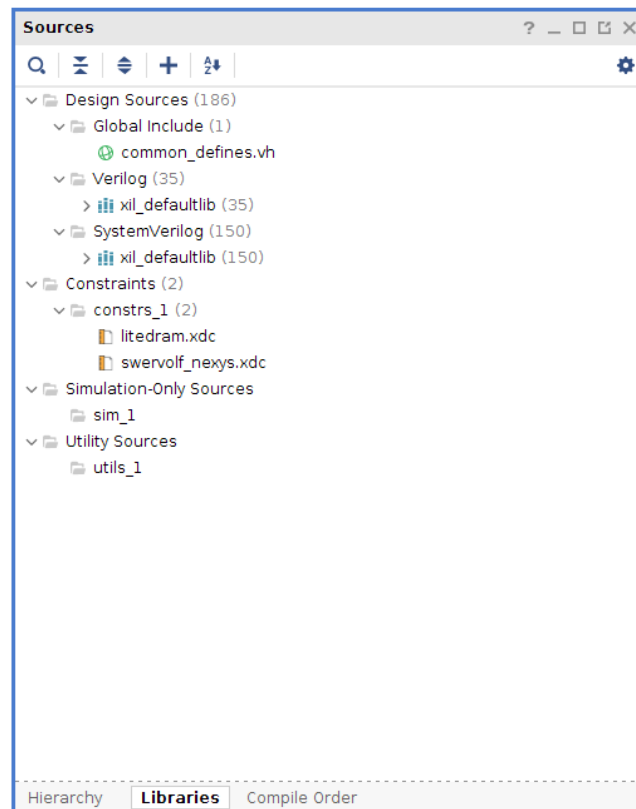 Sources
Design Sources (186)
Global Include (1)
common_defines.vh
Verilog (35)
xil_defaultlib (35)
SystemVerilog (150)
xil_defaultlib (150)
Constraints (2)
constrs_1 (2)
litedram.xdc
swervolf_nexys.xdc
Simulation-Only Sources
sim_1
Utility Sources
utils_1
Hierarchy Libraries Compile Order